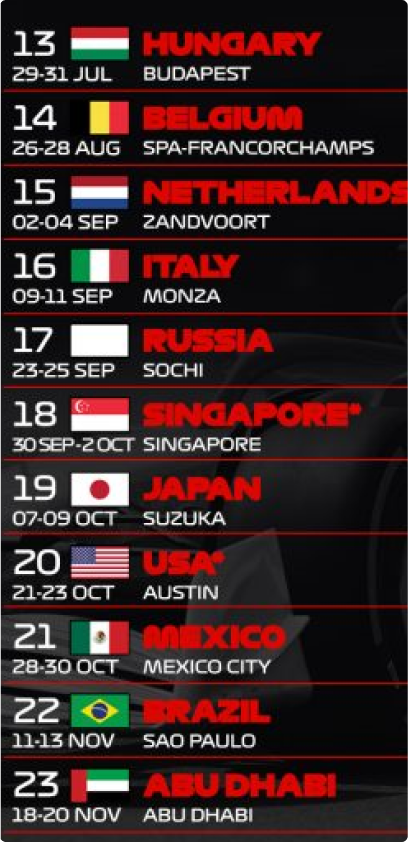 13 HUNGARY
29-31 JUL BUDAPEST
14 BELGIUM
26-28 AUG SPA-FRANCORCHAMPS
15 NETHERLANDS
02-04 SEP ZANDVOORT
16 ITALY
09-11 SEP MONZA
17 RUSSIA
23-25 SEP SOCHI
18 SINGAPORE*
30 SEP-2 OCT SINGAPORE
19 JAPAN
07-09 OCT SUZUKA
20 USA*
21-23 OCT AUSTIN
21 MEXICO
28-30 OCT MEXICO CITY
22 BRAZIL
11-13 NOV SAO PAULO
23 ABU DHABI
18-20 NOV ABU DHABI